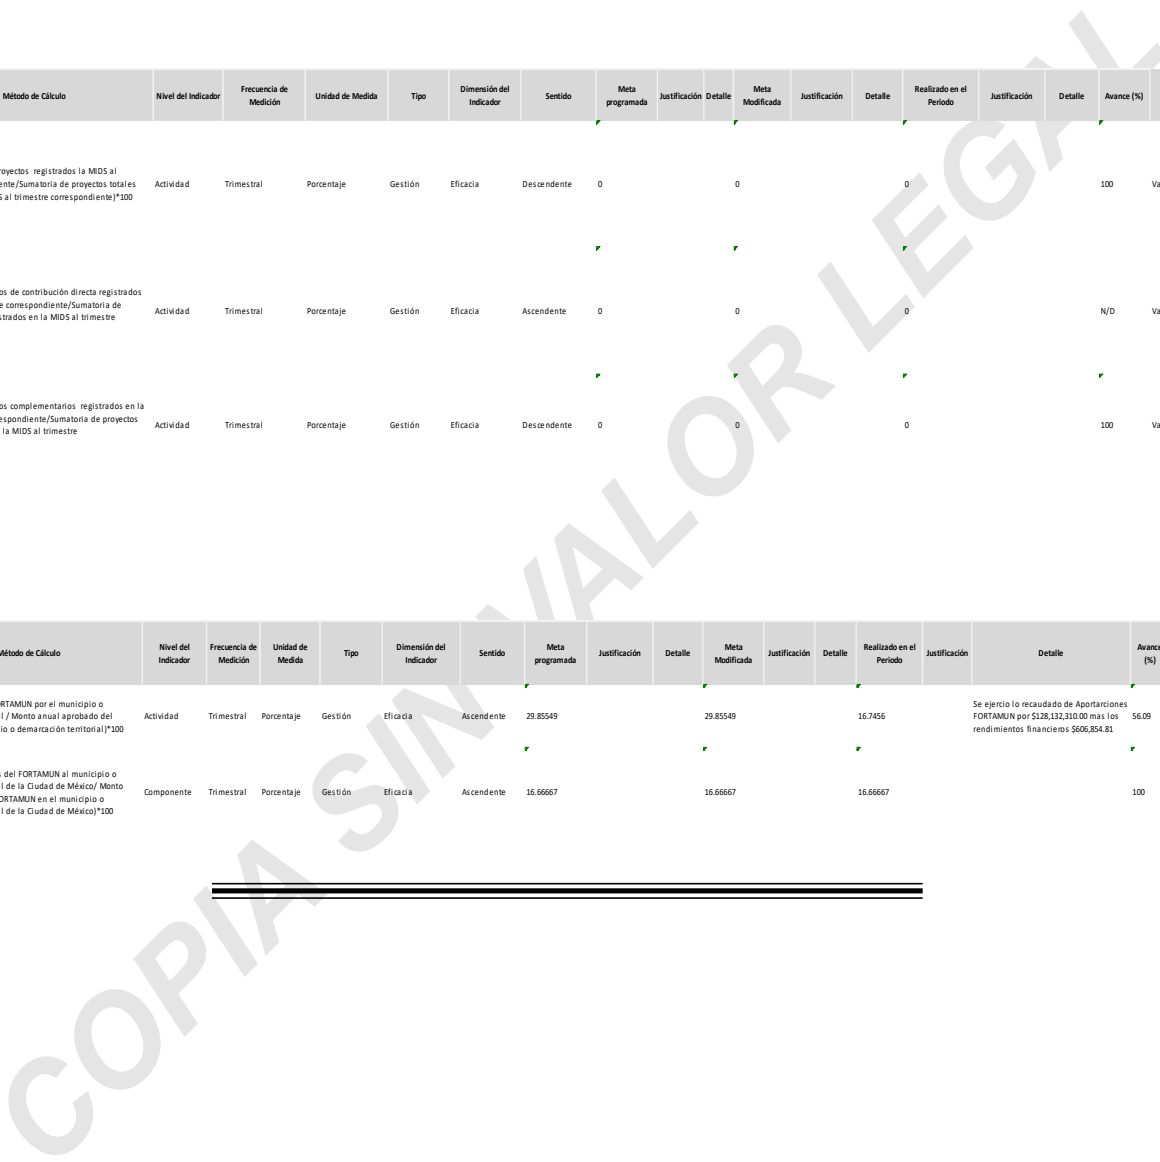 Método de Cálculo Nivel del Indicador Frecuencia de Medición Unidad de Medida Tipo Dimensión del Indicador Sentido Meta programada Justificación Detalle Meta Modificada Justificación Detalle Realizado en el Periodo Justificación Detalle Avance (%)
royectos registrados la MIDS al
ente/Sumatoria de proyectos totales
S al trimestre correspondiente)*100
Actividad Trimestral Porcentaje Gestión Eficacia Descendente 0 0 0 100 Va
os de contribución directa registrados
e correspondiente/Sumatoria de
strados en la MIDS al trimestre
Actividad Trimestral Porcentaje Gestión Eficacia Ascendente 0 0 0 N/D Va
os complementarios registrados en la
espondiente/Sumatoria de proyectos
la MIDS al trimestre
Actividad Trimestral Porcentaje Gestión Eficacia Descendente 0 0 0 100 Va
Método de Cálculo Nivel del Indicador Frecuencia de Medición Unidad de Medida Tipo Dimensión del Indicador Sentido Meta programada Justificación Detalle Meta Modificada Justificación Detalle Realizado en el Periodo Justificación Detalle Avance (%)
ORTAMUN por el municipio o
l / Monto anual aprobado del
io o demarcación territorial)*100
Actividad Trimestral Porcentaje Gestión Eficacia Ascendente 29.85549 29.85549 16.7456
Se ejercio lo recaudado de Aportarciones
FORTAMUN por $128,132,310.00 mas los
rendimientos financieros $606,854.81
56.09
s del FORTAMUN al municipio o
l de la Ciudad de México/ Monto
ORTAMUN en el municipio o
l de la Ciudad de México)*100
Componente Trimestral Porcentaje Gestión Eficacia Ascendente 16.66667 16.66667 16.66667 100
COPIA SIN VALOR LEGAL